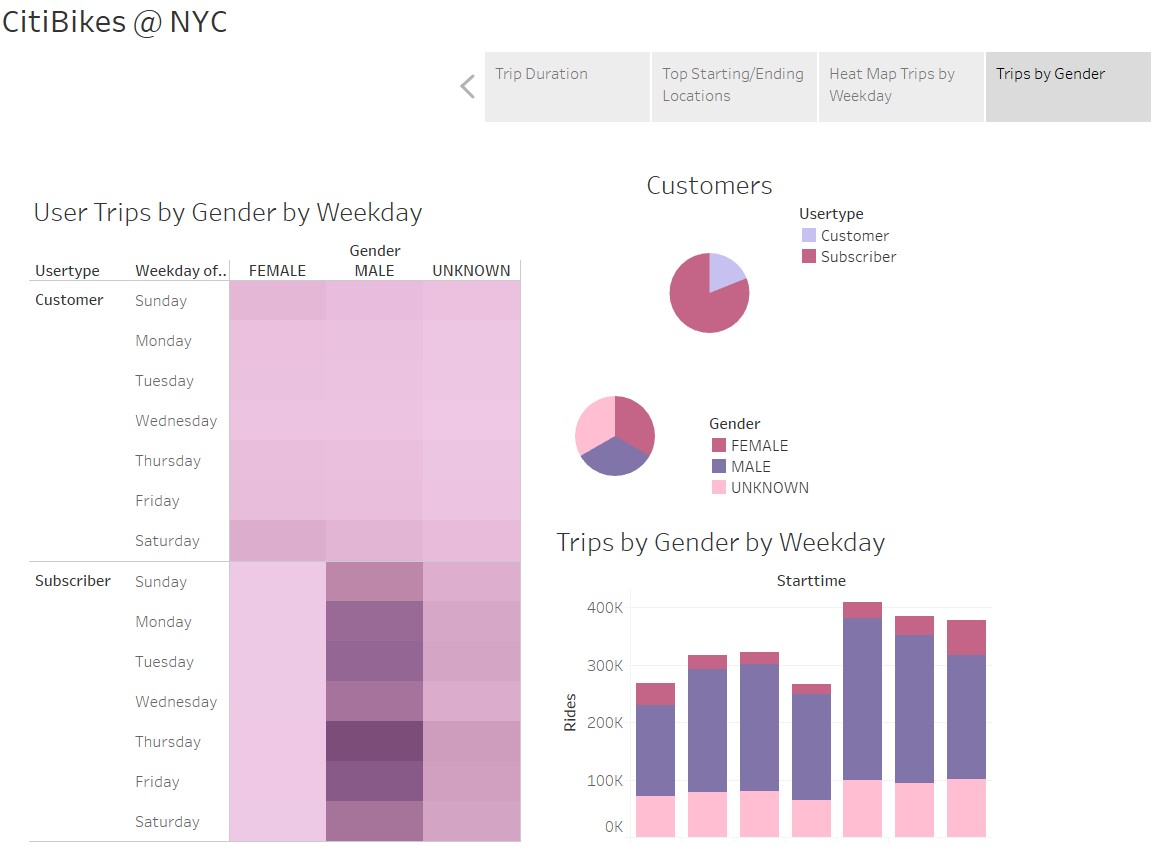 CitiBikes @ NYC
Trip Duration
Top Starting/Ending
Locations
Heat Map Trips by
Weekday
Trips by Gender
User Trips by Gender by Weekday
Gender
Usertype Weekday of.. FEMALE MALE UNKNOWN
Customer Sunday
Monday
Tuesday
Wednesday
Thursday
Friday
Saturday
Subscriber Sunday
Monday
Tuesday
Wednesday
Thursday
Friday
Saturday
Customers
Usertype
Customer
Subscriber
Gender
FEMALE
MALE
UNKNOWN
Trips by Gender by Weekday
Starttime
400K
300K
200K
100K
0K
Rides